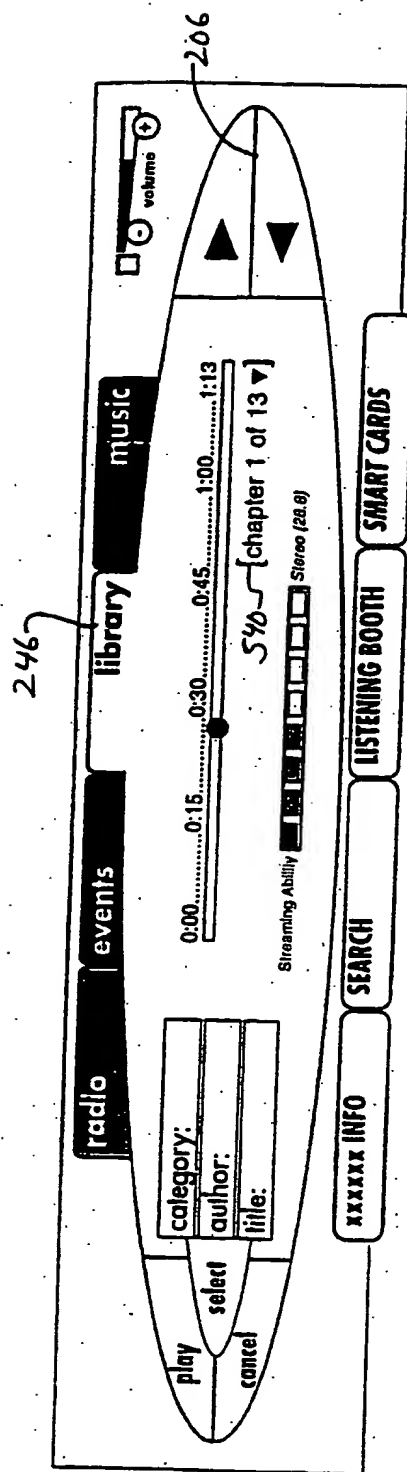 246
206
radio
events
library
music
volume
play
select
cancel
category:
author:
title:
0:00..........0:15..........0:30..........0:45..........1:00..........1:13
540
[chapter 1 of 13 ▼]
Streaming Ability
Stereo (28.8)
xxxxxx INFO
SEARCH
LISTENING BOOTH
SMART CARDS